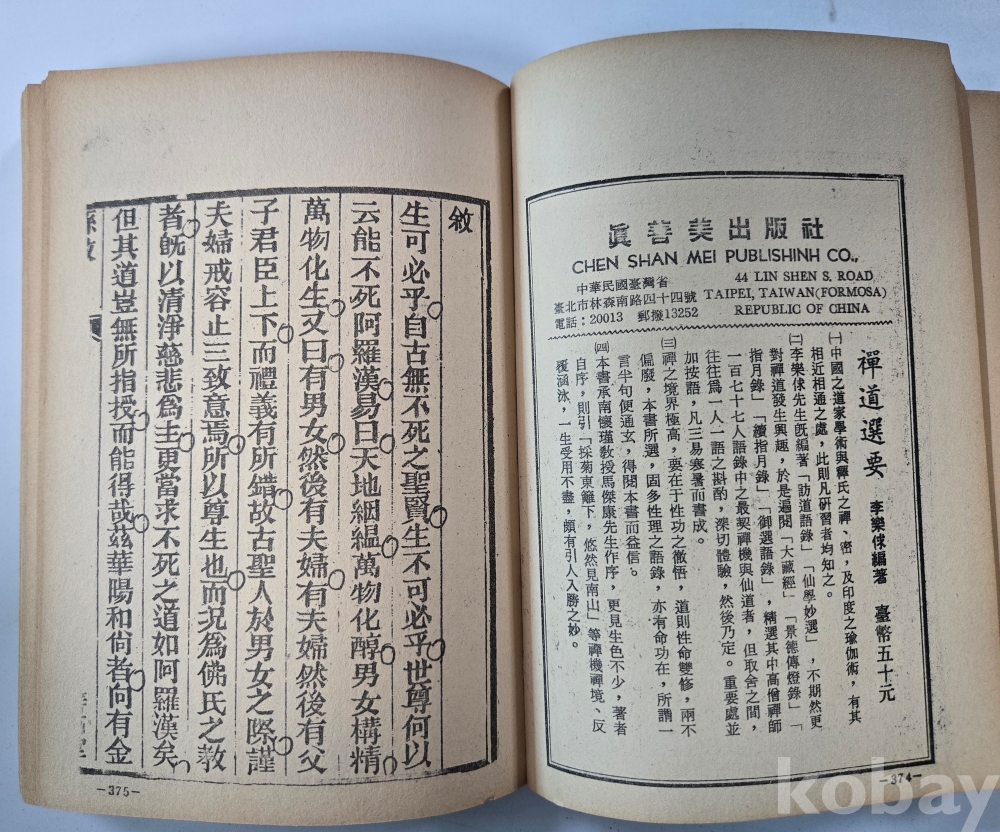 眞善美出版社
CHEN SHAN MEI PUBLISHINH CO.,
中華民國臺灣省
臺北市林森南路四十四號
電話：20013 郵撥13252
44 LIN SHEN S. ROAD
TAIPEI, TAIWAN(FORMOSA)
REPUBLIC OF CHINA
禪道選要 李樂俅編著 臺幣五十元
㈠中國之道家學術與釋氏之禪、密，及印度之瑜伽術，有其
相近相通之處，此則凡研習者均知之。
㈡李樂俅先生旣編著「訪道語錄」「仙學妙選」，不期然更
對禪道發生興趣，於是遍閱「大藏經」「景德傳燈錄」「
指月錄」「續指月錄」「御選語錄」，精選其中高僧禪師
一百七十七人語錄中之最契禪機與仙道者，但取舍之間，
往往爲一人一語之斟酌，深切體驗，然後乃定。重要處並
加按語，凡三易寒暑而書成。
㈢禪之境界極高，要在于性功之徹悟，道則性命雙修，兩不
偏廢，本書所選，固多性理之語錄，亦有命功在，所謂一
言半句便通玄，得閱本書而益信。
㈣本書承南懷瑾敎授馬傑康先生作序，更見生色不少，著者
自序，則引「採菊東籬下，悠然見南山」等禪機禪境、反
覆涵泳，一生受用不盡，頗有引人入勝之妙。
—374—
敘
生可必乎自古無不死之聖賢生不可必乎世尊何以
云能不死阿羅漢易曰天地絪縕萬物化醇男女構精
萬物化生又曰有男女然後有夫婦有夫婦然後有父
子君臣上下而禮義有所錯故古聖人於男女之際謹
夫婦戒容止三致意焉所以尊生也而況爲佛氏之敎
者旣以清淨慈悲爲主更當求不死之道如阿羅漢矣
但其道豈無所指授而能得哉茲華陽和尙者向有金
—375—
kobay